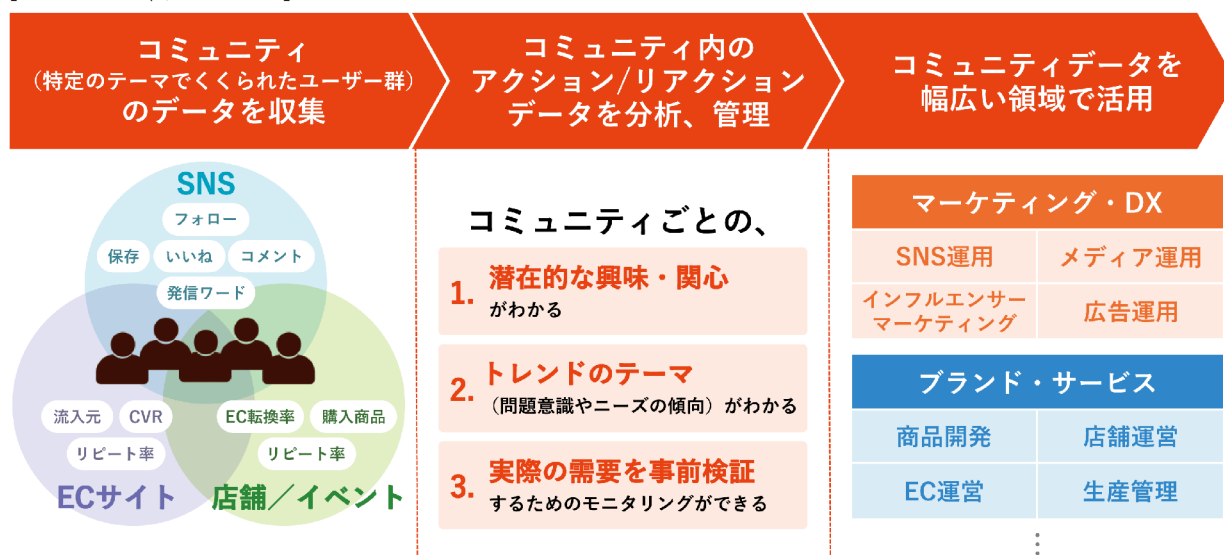 コミュニティ
（特定のテーマでくくられたユーザー群）
のデータを収集
コミュニティ内の
アクション/リアクション
データを分析、管理
コミュニティデータを
幅広い領域で活用
SNS
フォロー
保存 いいね コメント
発信ワード
流入元 CVR
リピート率
ECサイト
EC転換率 購入商品
リピート率
店舗／イベント
コミュニティごとの、
1. 潜在的な興味・関心
がわかる
2. トレンドのテーマ
（問題意識やニーズの傾向）がわかる
3. 実際の需要を事前検証
するためのモニタリングができる
マーケティング・DX
SNS運用 メディア運用
インフルエンサー
マーケティング
広告運用
ブランド・サービス
商品開発 店舗運営
EC運営 生産管理
⋮